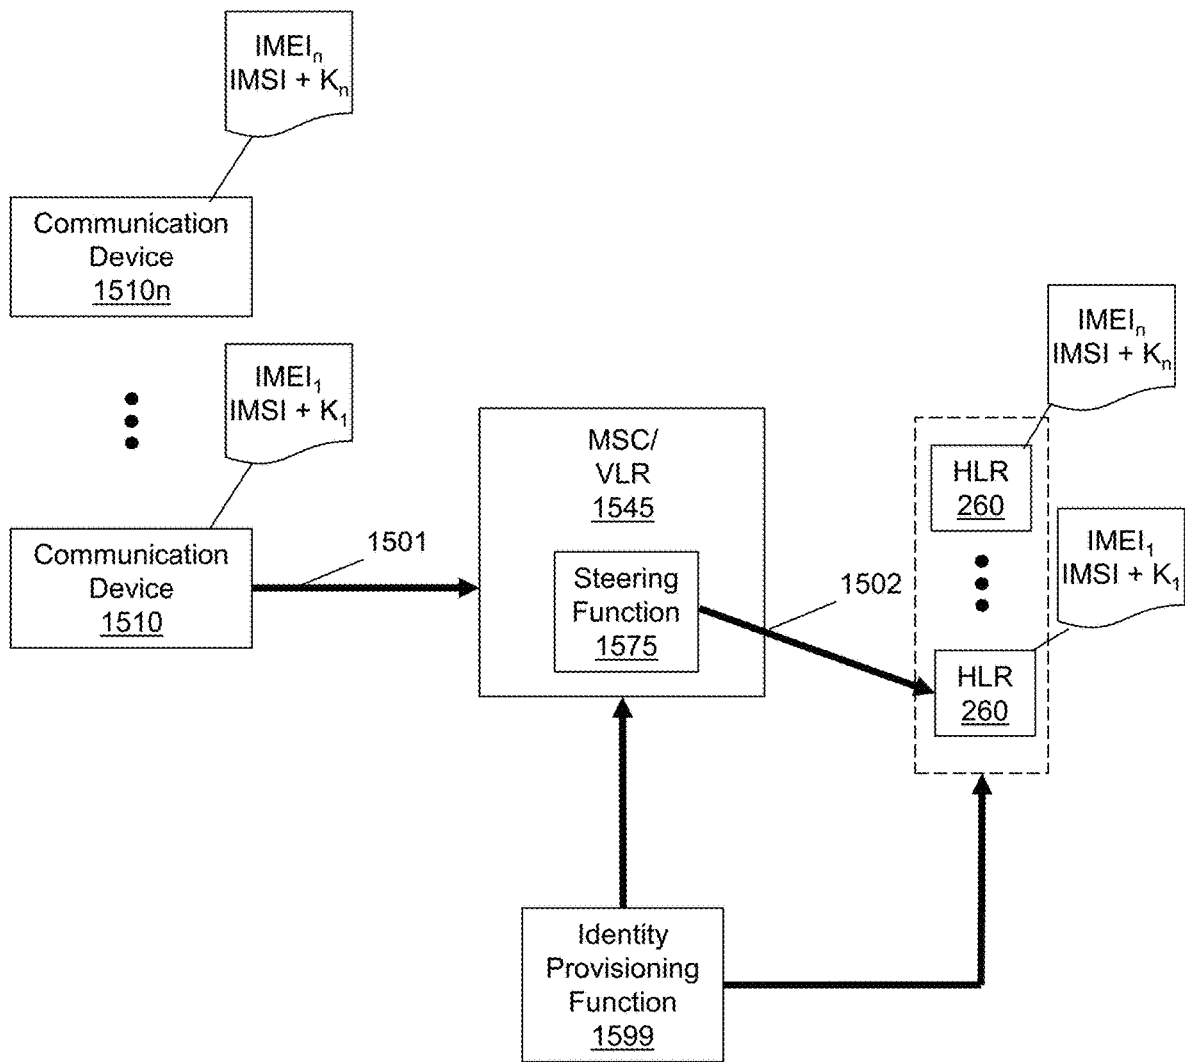 IMEIn
IMSI + Kn
Communication
Device
1510n
IMEI1
IMSI + K1
Communication
Device
1510
1501
MSC/
VLR
1545
Steering
Function
1575
1502
IMEIn
IMSI + Kn
HLR
260
IMEI1
IMSI + K1
HLR
260
Identity
Provisioning
Function
1599